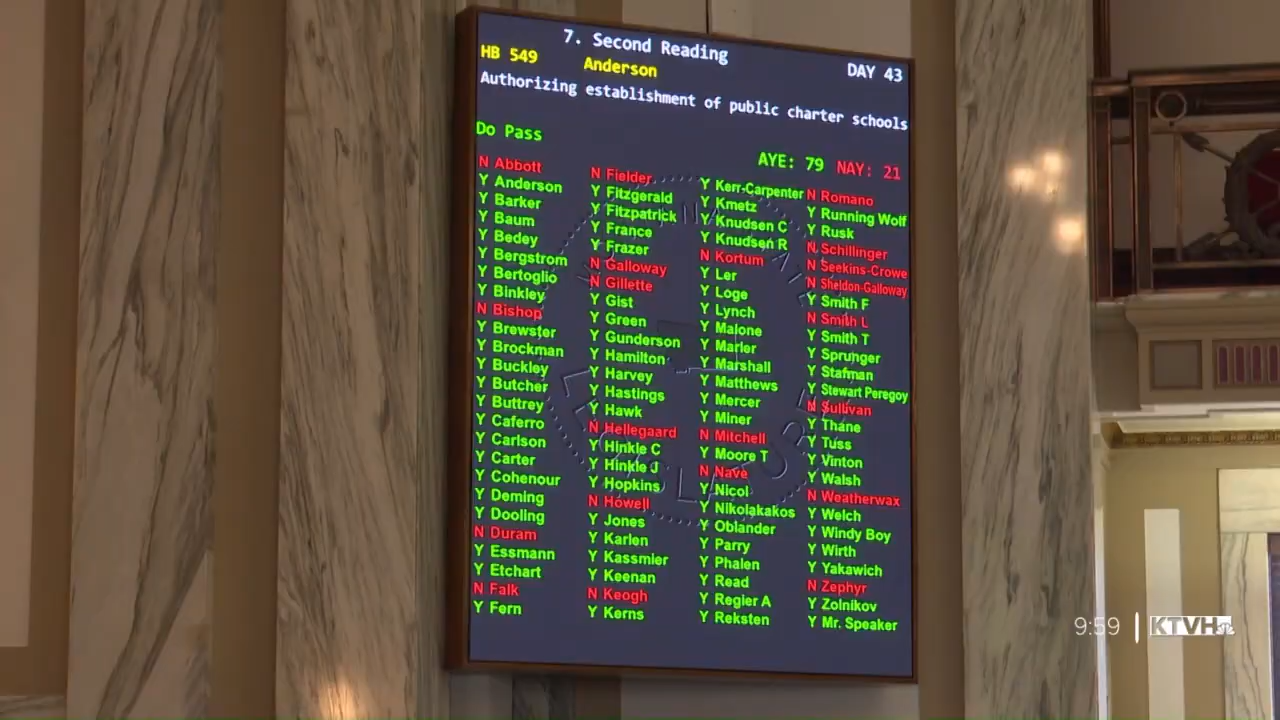 7. Second Reading
HB 549 Anderson DAY 43
Authorizing establishment of public charter schools
Do Pass
AYE: 79 NAY: 21
N Abbott
Y Anderson
Y Barker
Y Baum
Y Bedey
Y Bergstrom
Y Bertoglio
Y Binkley
N Bishop
Y Brewster
Y Brockman
Y Buckley
Y Butcher
Y Buttrey
Y Caferro
Y Carlson
Y Carter
Y Cohenour
Y Deming
Y Dooling
N Duram
Y Essmann
Y Etchart
N Falk
Y Fern
N Fielder
Y Fitzgerald
Y Fitzpatrick
Y France
Y Frazer
N Galloway
N Gillette
Y Gist
Y Green
Y Gunderson
Y Hamilton
Y Harvey
Y Hastings
Y Hawk
N Hellegaard
Y Hinkle C
Y Hinkle J
Y Hopkins
N Howell
Y Jones
Y Karlen
Y Kassmier
Y Keenan
N Keogh
Y Kerns
Y Kerr-Carpenter
Y Kmetz
Y Knudsen C
Y Knudsen R
N Kortum
Y Ler
Y Loge
Y Lynch
Y Malone
Y Marler
Y Marshall
Y Matthews
Y Mercer
Y Miner
N Mitchell
Y Moore T
N Nave
Y Nicol
Y Nikolakakos
Y Oblander
Y Parry
Y Phalen
Y Read
Y Regier A
Y Reksten
N Romano
Y Running Wolf
Y Rusk
N Schillinger
N Seekins-Crowe
N Sheldon-Galloway
Y Smith F
N Smith L
Y Smith T
Y Sprunger
Y Stafman
Y Stewart Peregoy
N Sullivan
Y Thane
Y Tuss
Y Vinton
Y Walsh
N Weatherwax
Y Welch
Y Windy Boy
Y Wirth
Y Yakawich
N Zephyr
Y Zolnikov
Y Mr. Speaker
9:59 KTVH